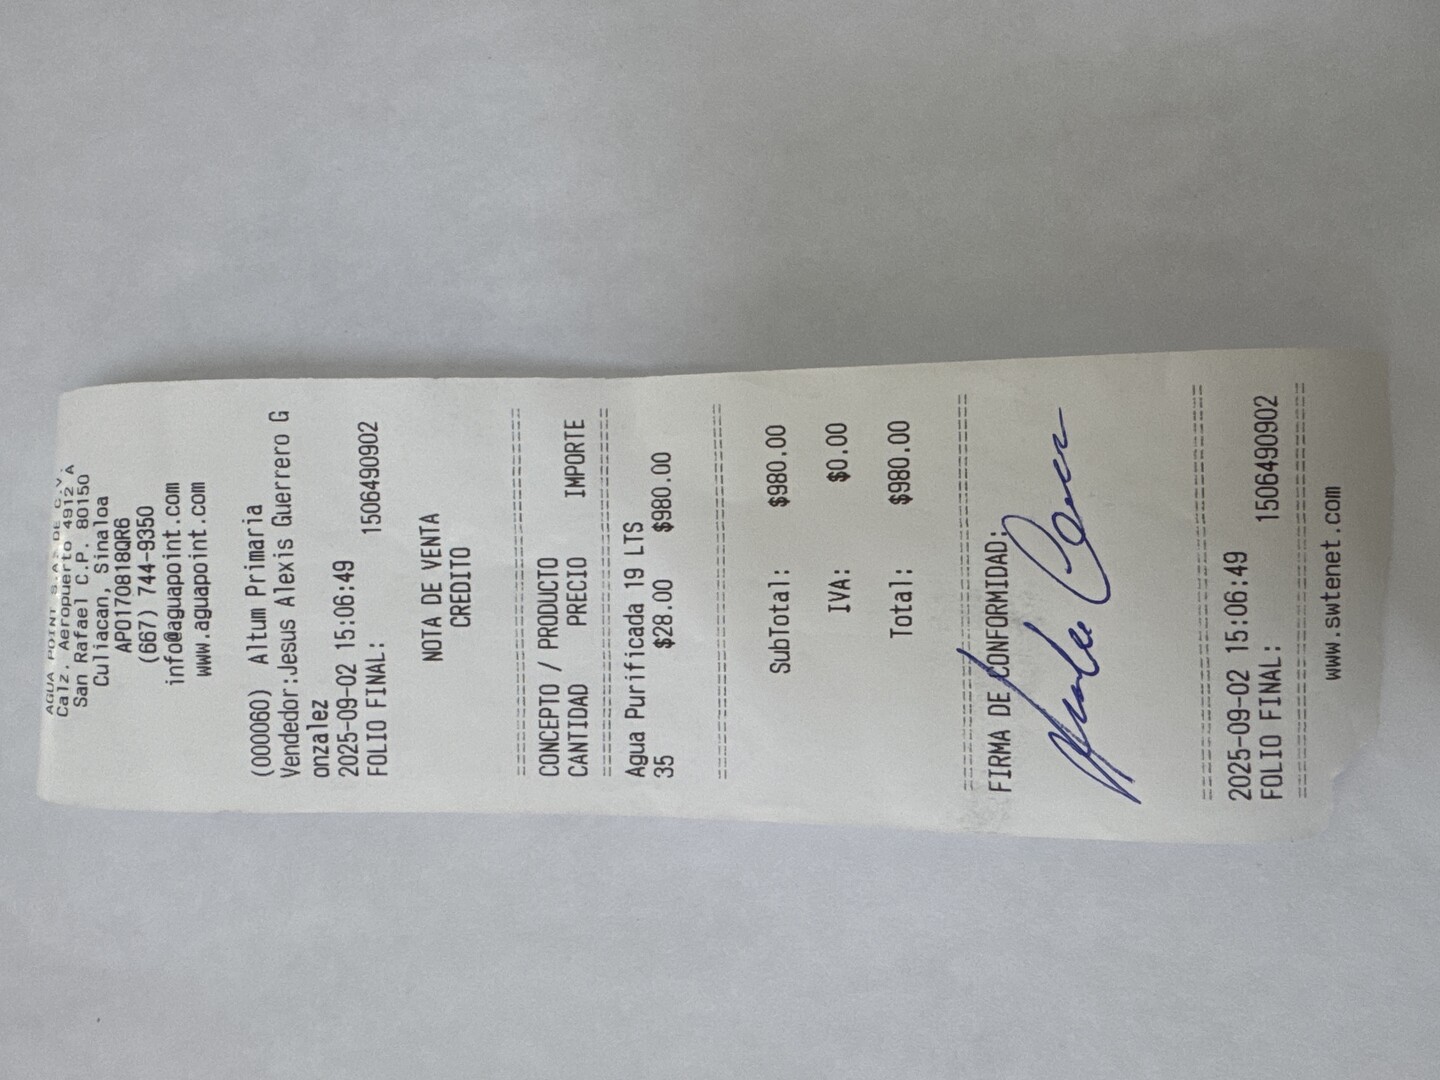 AGUA POINT S.A. DE C.V.
Calz. Aeropuerto 4912 A
San Rafael C.P. 80150
Culiacan, Sinaloa
APO170818QR6
(667) 744-9350
info@aguapoint.com
www.aguapoint.com
(000060) Altum Primaria
Vendedor:Jesus Alexis Guerrero G
onzalez
2025-09-02 15:06:49
FOLIO FINAL: 1506490902
NOTA DE VENTA
CREDITO
================================
CONCEPTO / PRODUCTO
CANTIDAD PRECIO IMPORTE
================================
Agua Purificada 19 LTS
35 $28.00 $980.00
================================
SubTotal: $980.00
IVA: $0.00
Total: $980.00
================================
FIRMA DE CONFORMIDAD:
================================
2025-09-02 15:06:49
FOLIO FINAL: 1506490902
================================
www.swtenet.com